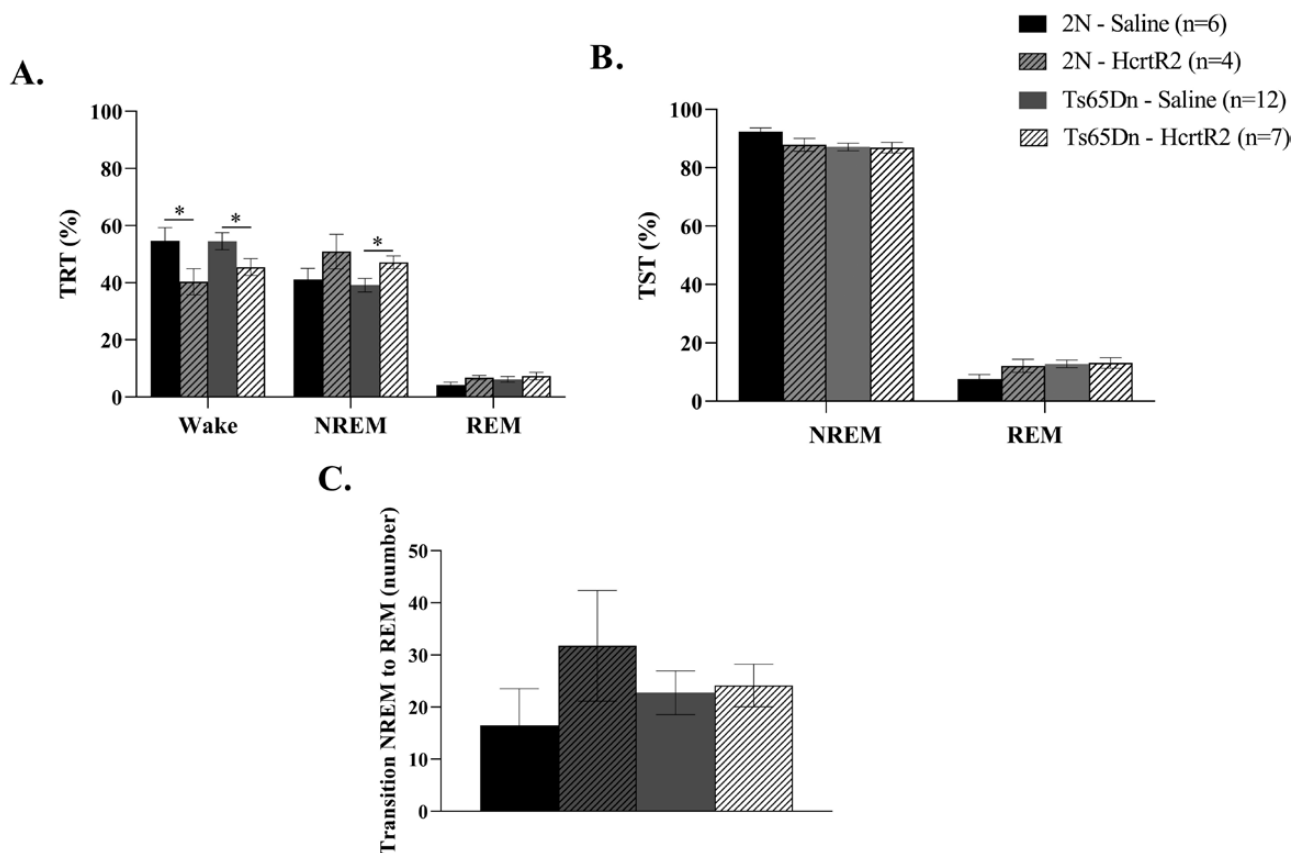 2N - Saline (n=6)
2N - HcrtR2 (n=4)
Ts65Dn - Saline (n=12)
Ts65Dn - HcrtR2 (n=7)
A.
TRT (%)
100
80
60
40
20
0
*
*
*
Wake NREM REM
B.
TST (%)
100
80
60
40
20
0
NREM REM
C.
Transition NREM to REM (number)
50
40
30
20
10
0